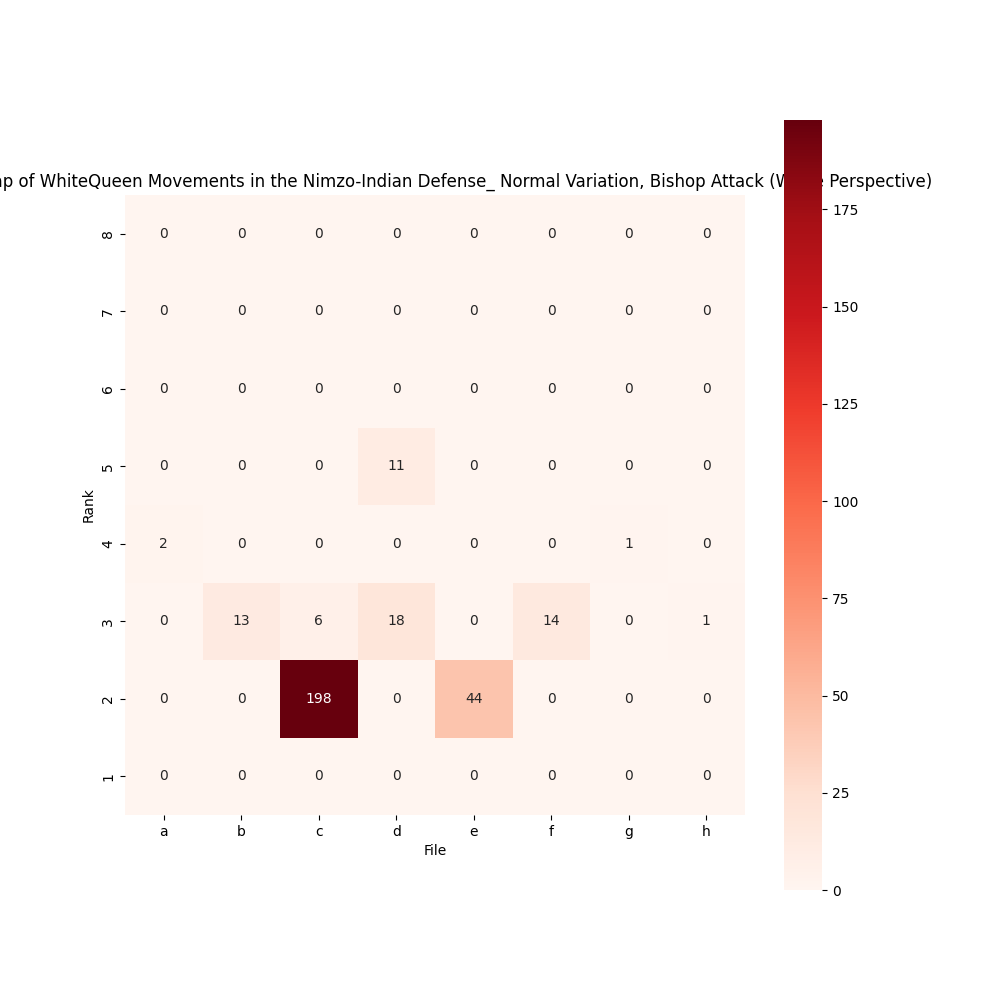 ap of WhiteQueen Movements in the Nimzo-Indian Defense_ Normal Variation, Bishop Attack (W Perspective)
8 0 0 0 0 0 0 0 0
7 0 0 0 0 0 0 0 0
6 0 0 0 0 0 0 0 0
5 0 0 0 11 0 0 0 0
4 2 0 0 0 0 0 1 0
3 0 13 6 18 0 14 0 1
2 0 0 198 0 44 0 0 0
1 0 0 0 0 0 0 0 0
a b c d e f g h
File
Rank
175
150
125
100
75
50
25
0